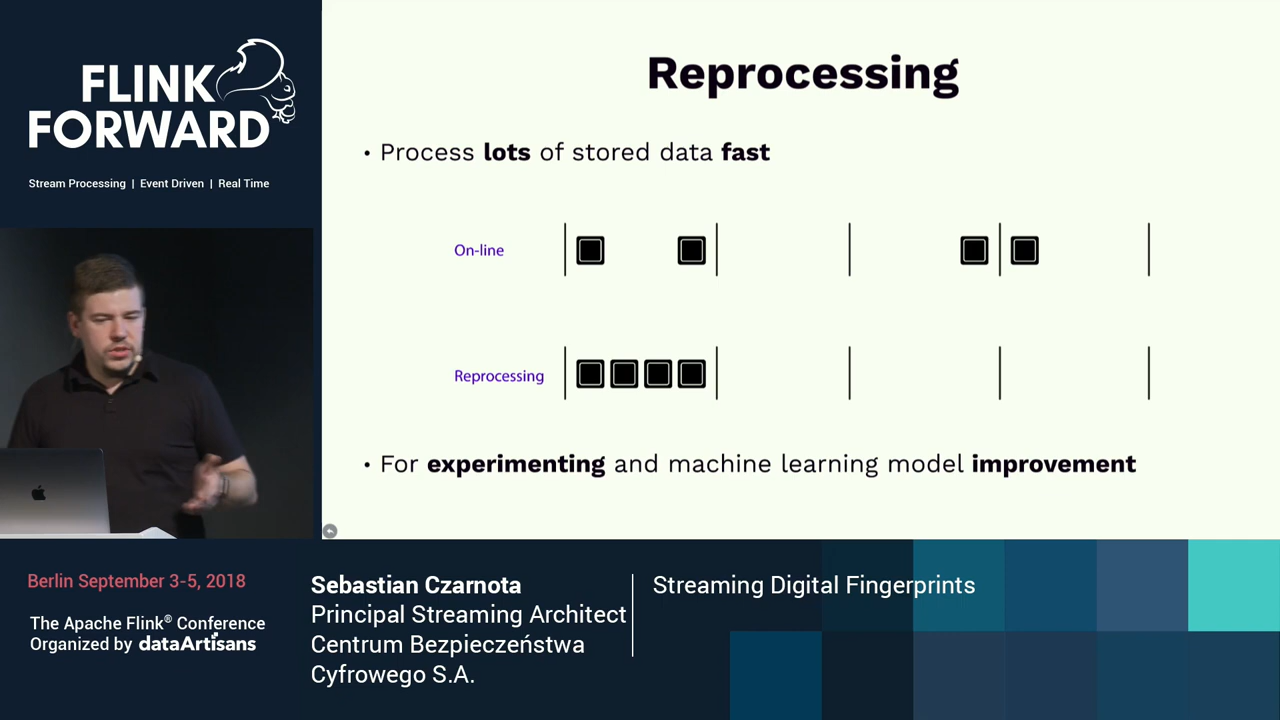 FLINK
FORWARD
Stream Processing | Event Driven | Real Time
Reprocessing
• Process lots of stored data fast
On-line
Reprocessing
• For experimenting and machine learning model improvement
Berlin September 3-5, 2018
The Apache Flink® Conference
Organized by dataArtisans
Sebastian Czarnota
Principal Streaming Architect
Centrum Bezpieczeństwa
Cyfrowego S.A.
Streaming Digital Fingerprints